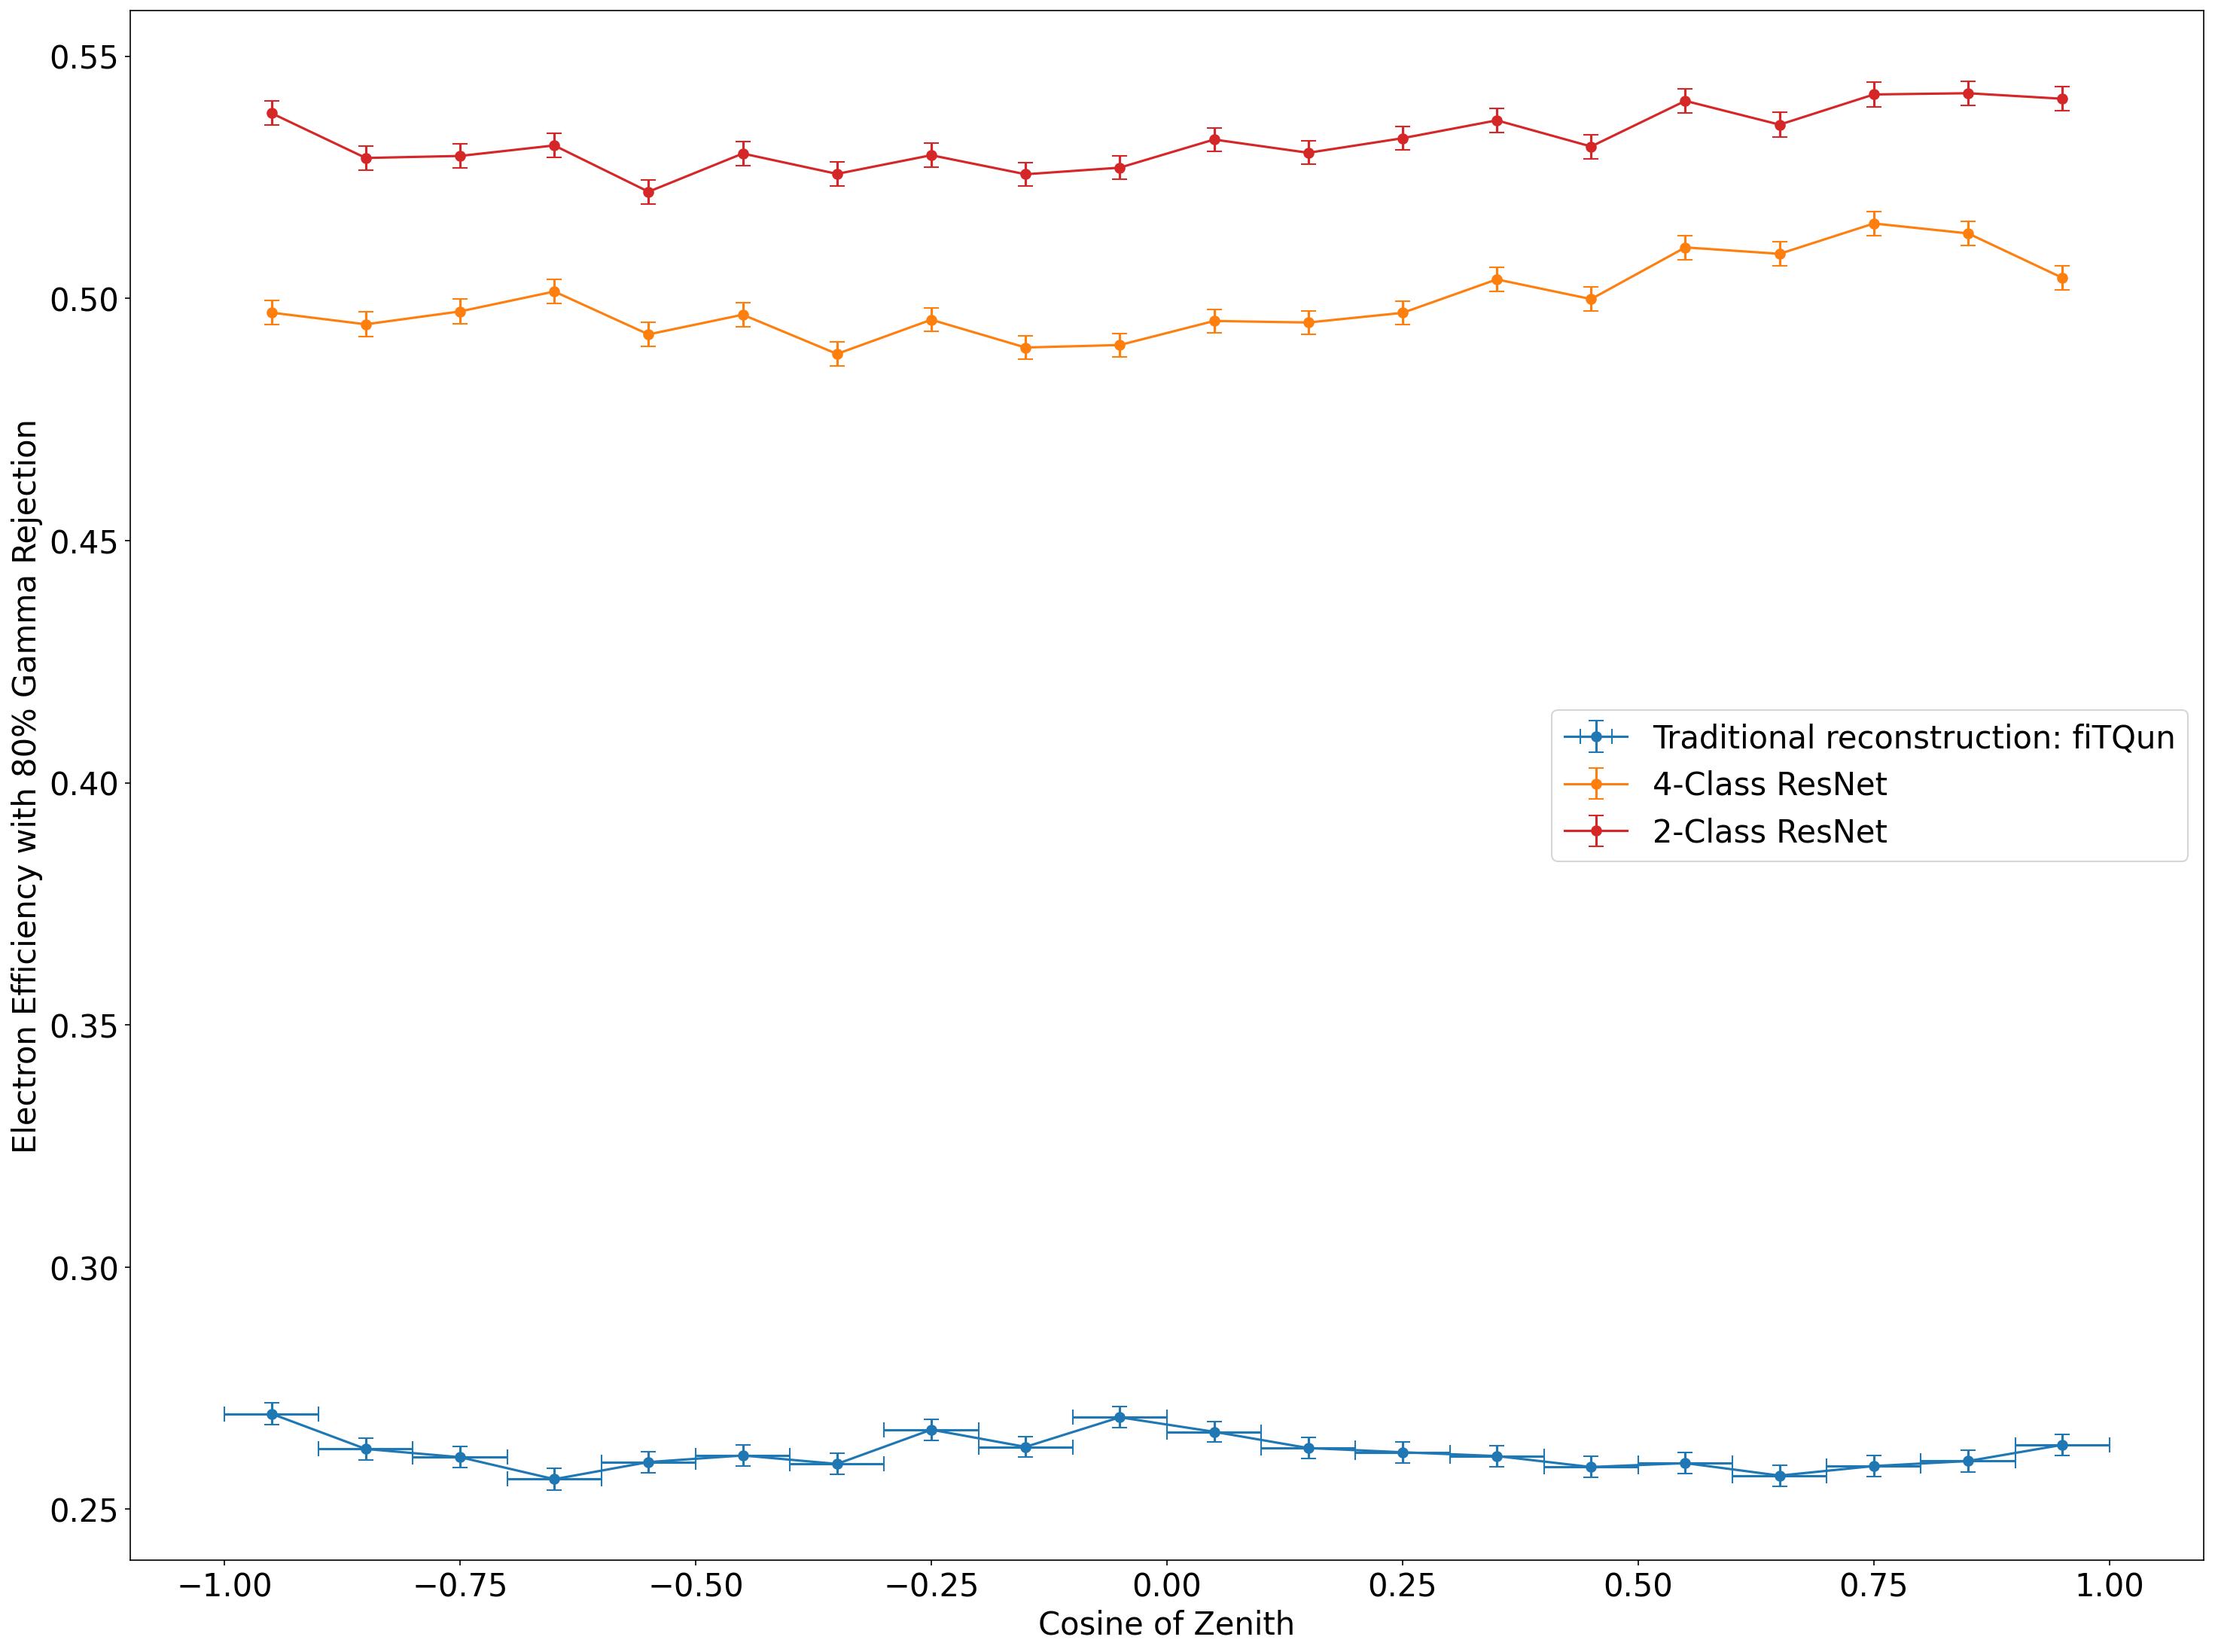 Electron Efficiency with 80% Gamma Rejection
0.55
0.50
0.45
0.40
0.35
0.30
0.25
Traditional reconstruction: fiTQun
4-Class ResNet
2-Class ResNet
−1.00 −0.75 −0.50 −0.25 0.00 0.25 0.50 0.75 1.00
Cosine of Zenith